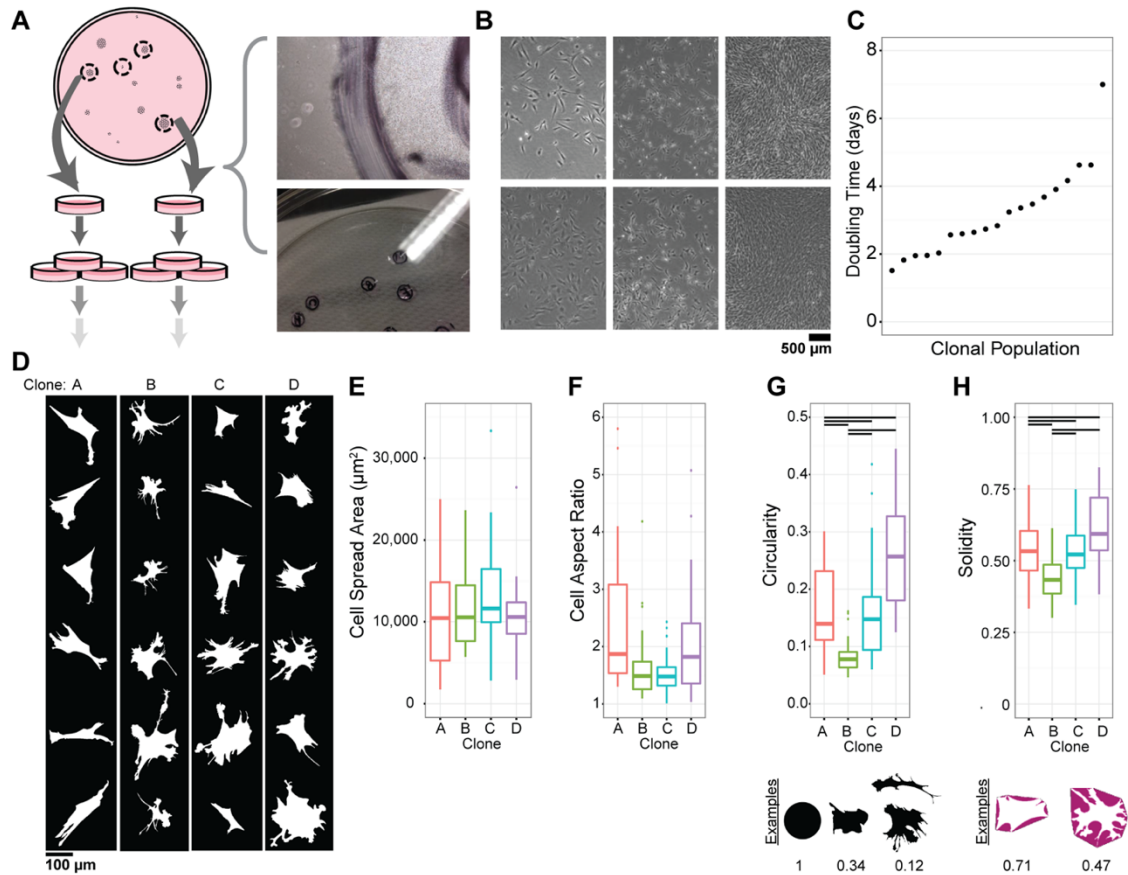 A
B
500 μm
C
Doubling Time (days)
8
6
4
2
0
Clonal Population
D
Clone: A B C D
100 μm
E
Cell Spread Area (μm²)
30,000
20,000
10,000
0
A B C D
Clone
F
Cell Aspect Ratio
6
5
4
3
2
1
A B C D
Clone
G
Circularity
0.5
0.4
0.3
0.2
0.1
0.0
A B C D
Clone
Examples
1 0.34 0.12
H
Solidity
1.00
0.75
0.50
0.25
0
A B C D
Clone
Examples
0.71 0.47